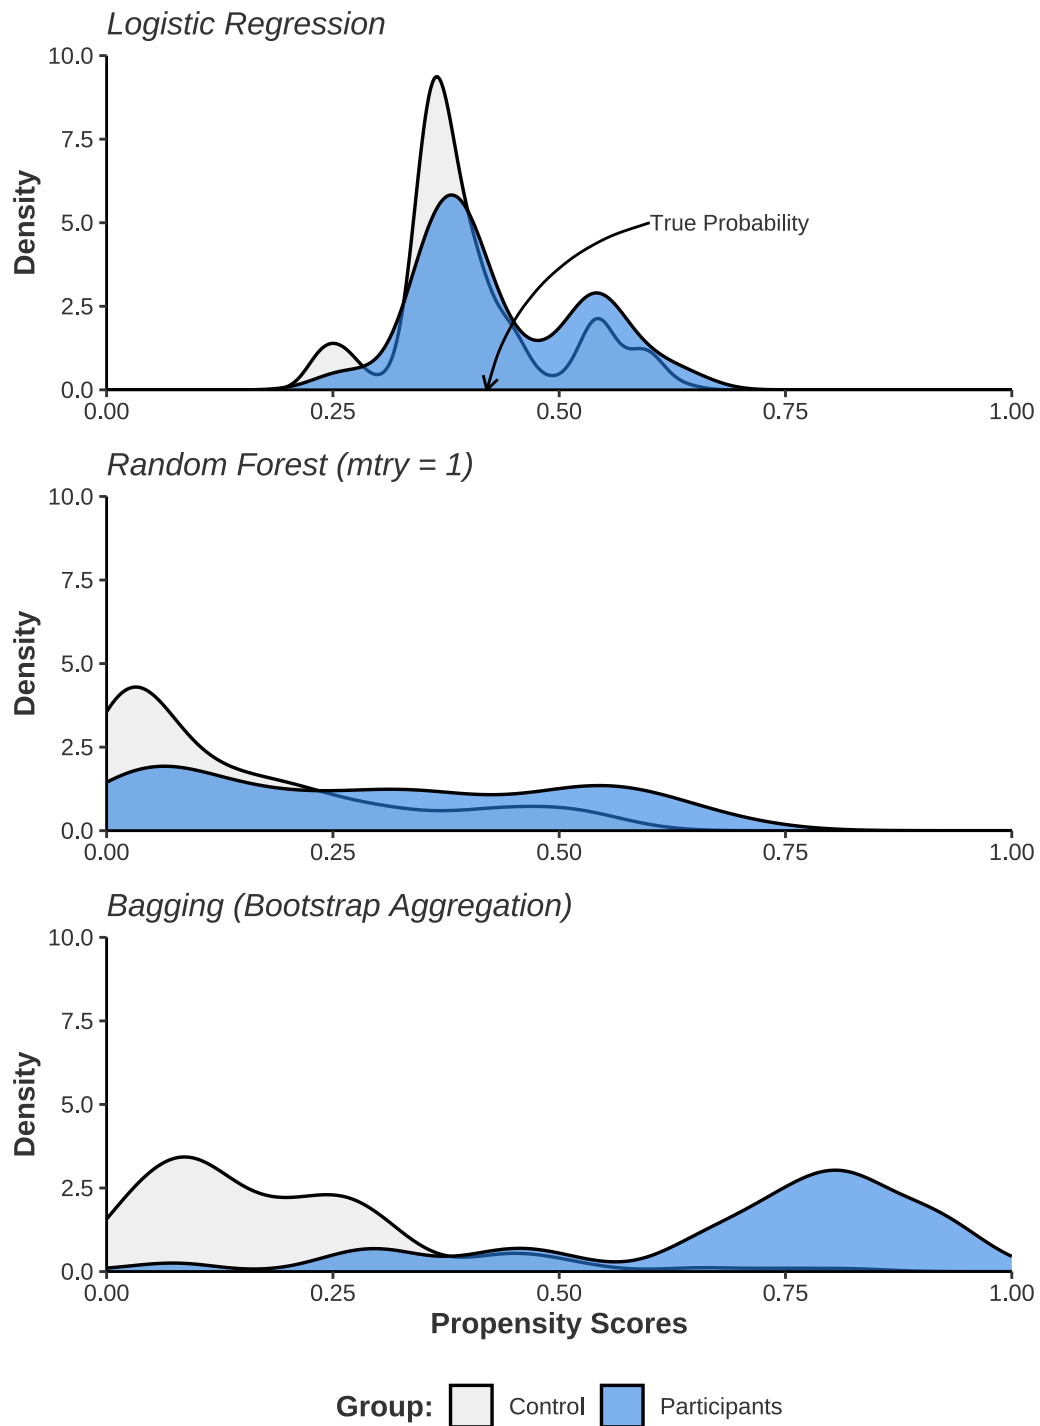 Logistic Regression
10.0
7.5
5.0
2.5
0.0
Density
True Probability
0.00 0.25 0.50 0.75 1.00
Random Forest (mtry = 1)
10.0
7.5
5.0
2.5
0.0
Density
0.00 0.25 0.50 0.75 1.00
Bagging (Bootstrap Aggregation)
10.0
7.5
5.0
2.5
0.0
Density
0.00 0.25 0.50 0.75 1.00
Propensity Scores
Group: Control Participants